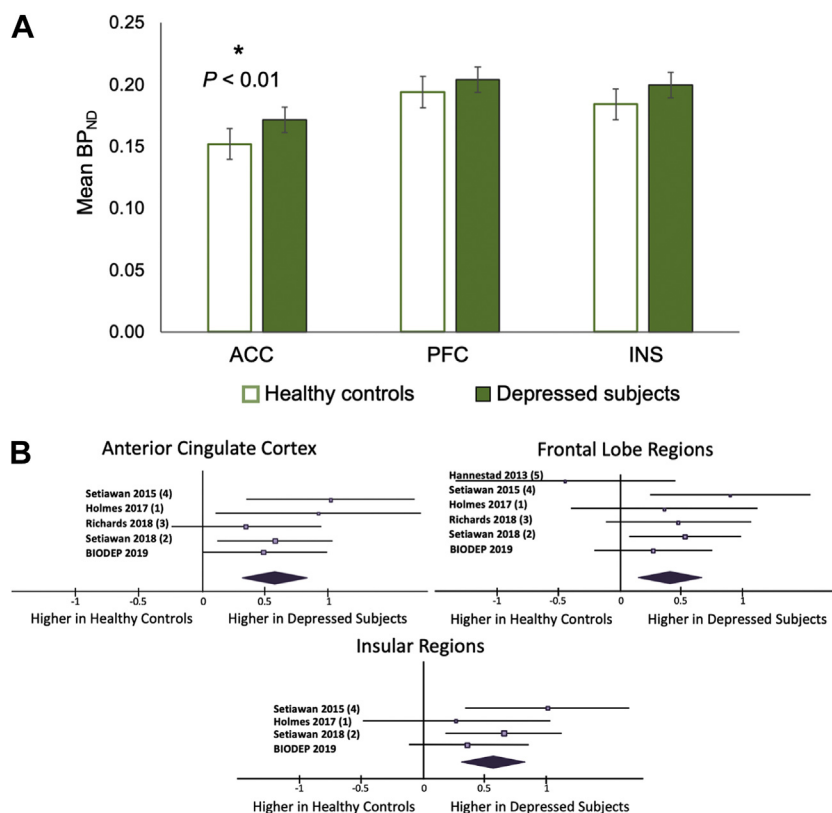 A
0.25
0.20
0.15
0.10
0.05
0.00
Mean BPND
*
P < 0.01
ACC PFC INS
Healthy controls Depressed subjects
B
Anterior Cingulate Cortex
Setiawan 2015 (4)
Holmes 2017 (1)
Richards 2018 (3)
Setiawan 2018 (2)
BIODEP 2019
-1 -0.5 0 0.5 1
Higher in Healthy Controls Higher in Depressed Subjects
Frontal Lobe Regions
Hannestad 2013 (5)
Setiawan 2015 (4)
Holmes 2017 (1)
Richards 2018 (3)
Setiawan 2018 (2)
BIODEP 2019
-1 -0.5 0 0.5 1
Higher in Healthy Controls Higher in Depressed Subjects
Insular Regions
Setiawan 2015 (4)
Holmes 2017 (1)
Setiawan 2018 (2)
BIODEP 2019
-1 -0.5 0 0.5 1
Higher in Healthy Controls Higher in Depressed Subjects